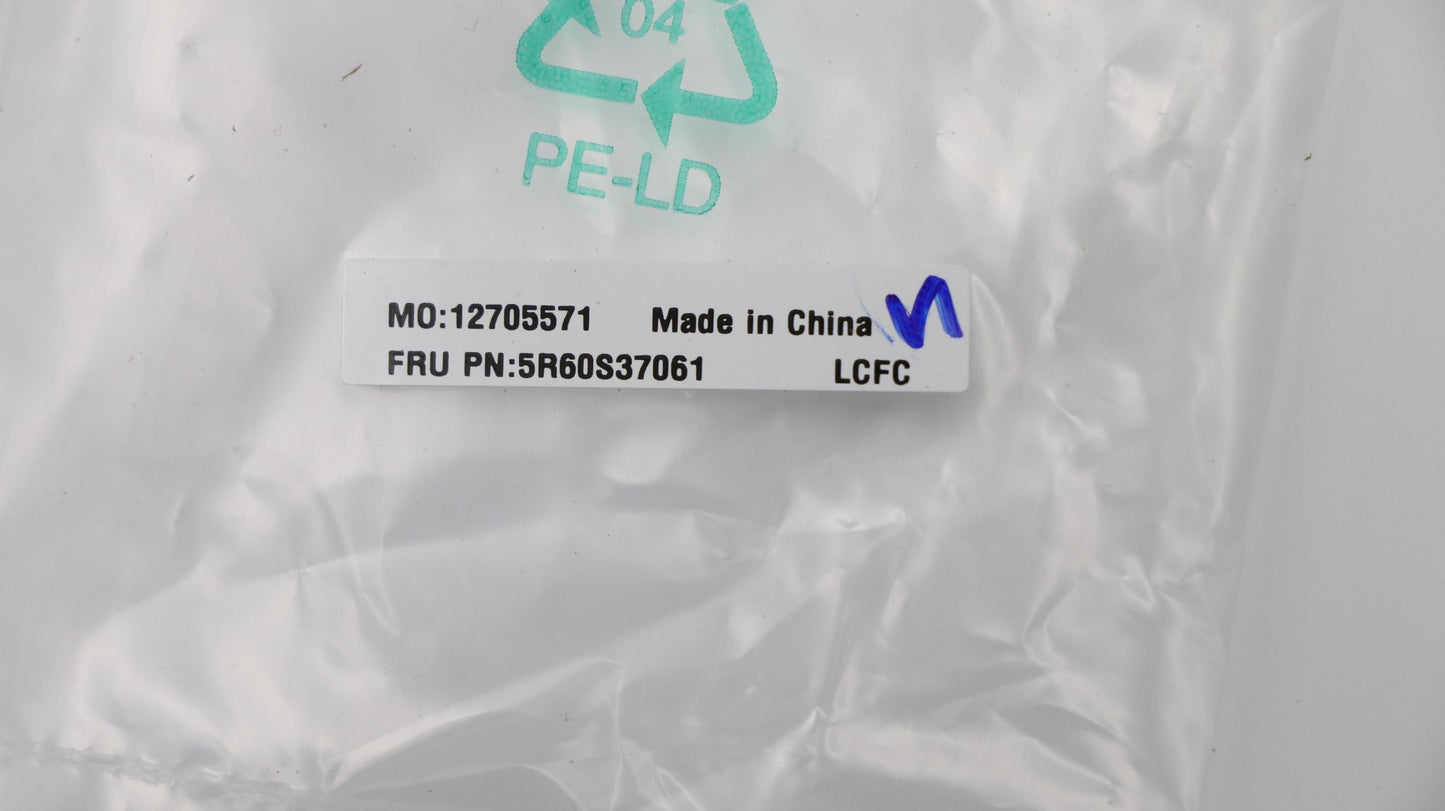 04
PE-LD
MO:12705571 Made in China
FRU PN:5R60S37061 LCFC